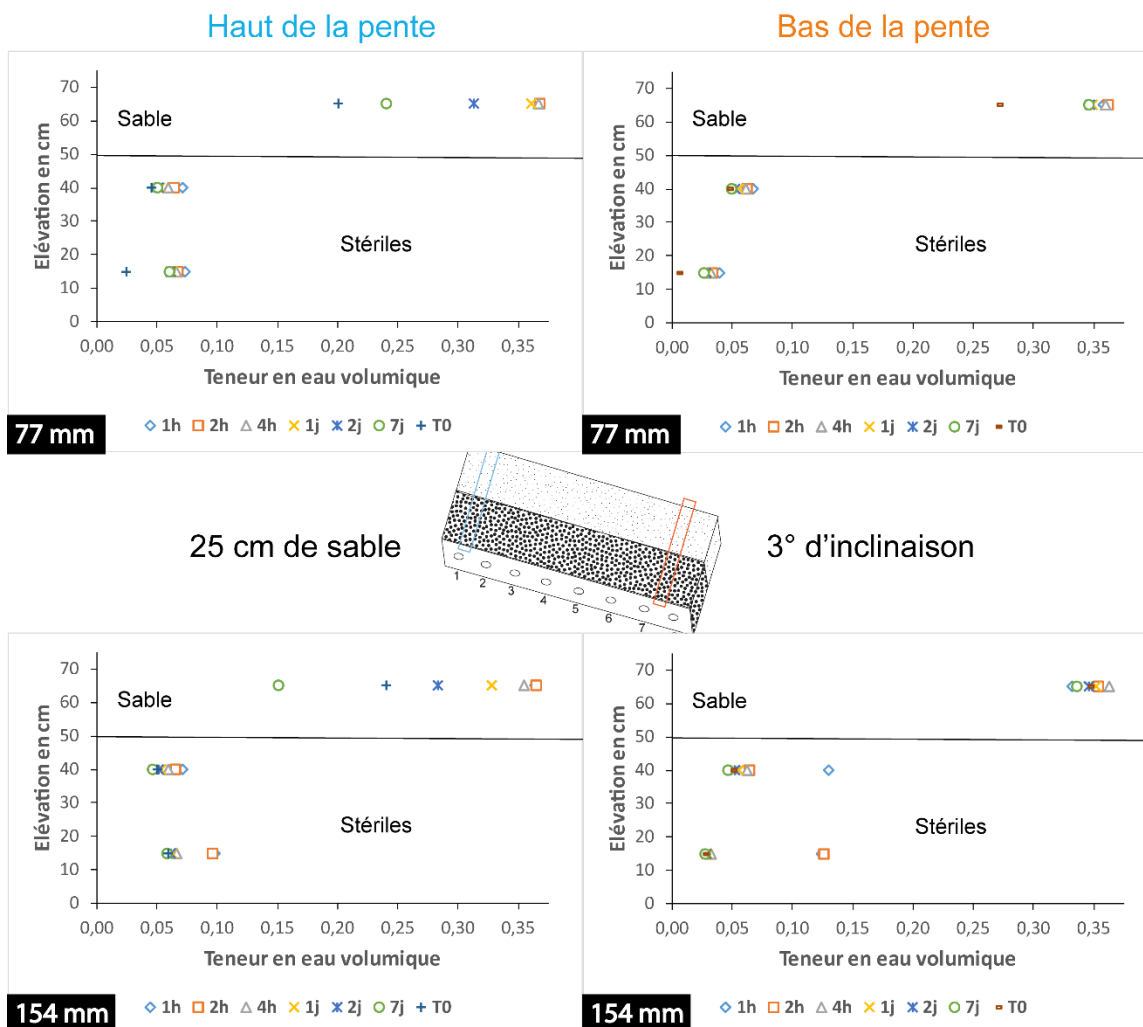 Haut de la pente
Bas de la pente
Elévation en cm
70
60
50
40
30
20
10
0
Sable
Stériles
0,00 0,05 0,10 0,15 0,20 0,25 0,30 0,35
Teneur en eau volumique
77 mm
1h 2h 4h 1j 2j 7j T0
Elévation en cm
70
60
50
40
30
20
10
0
Sable
Stériles
0,00 0,05 0,10 0,15 0,20 0,25 0,30 0,35
Teneur en eau volumique
77 mm
1h 2h 4h 1j 2j 7j T0
25 cm de sable
1 2 3 4 5 6 7
3° d'inclinaison
Elévation en cm
70
60
50
40
30
20
10
0
Sable
Stériles
0,00 0,05 0,10 0,15 0,20 0,25 0,30 0,35
Teneur en eau volumique
154 mm
1h 2h 4h 1j 2j 7j T0
Elévation en cm
70
60
50
40
30
20
10
0
Sable
Stériles
0,00 0,05 0,10 0,15 0,20 0,25 0,30 0,35
Teneur en eau volumique
154 mm
1h 2h 4h 1j 2j 7j T0